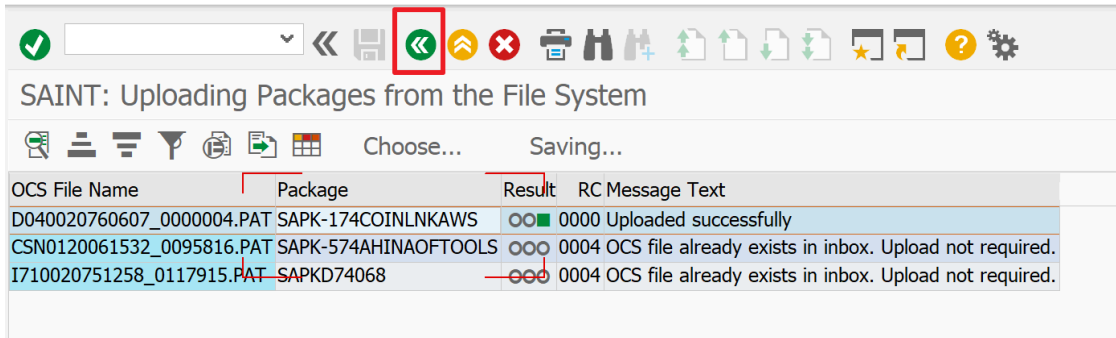 SAINT: Uploading Packages from the File System
Choose... Saving...
OCS File Name Package Result RC Message Text
D040020760607_0000004.PAT SAPK-174COINLNKAWS 0000 Uploaded successfully
CSN0120061532_0095816.PAT SAPK-574AHINAOFTOOLS 0004 OCS file already exists in inbox. Upload not required.
I710020751258_0117915.PAT SAPKD74068 0004 OCS file already exists in inbox. Upload not required.